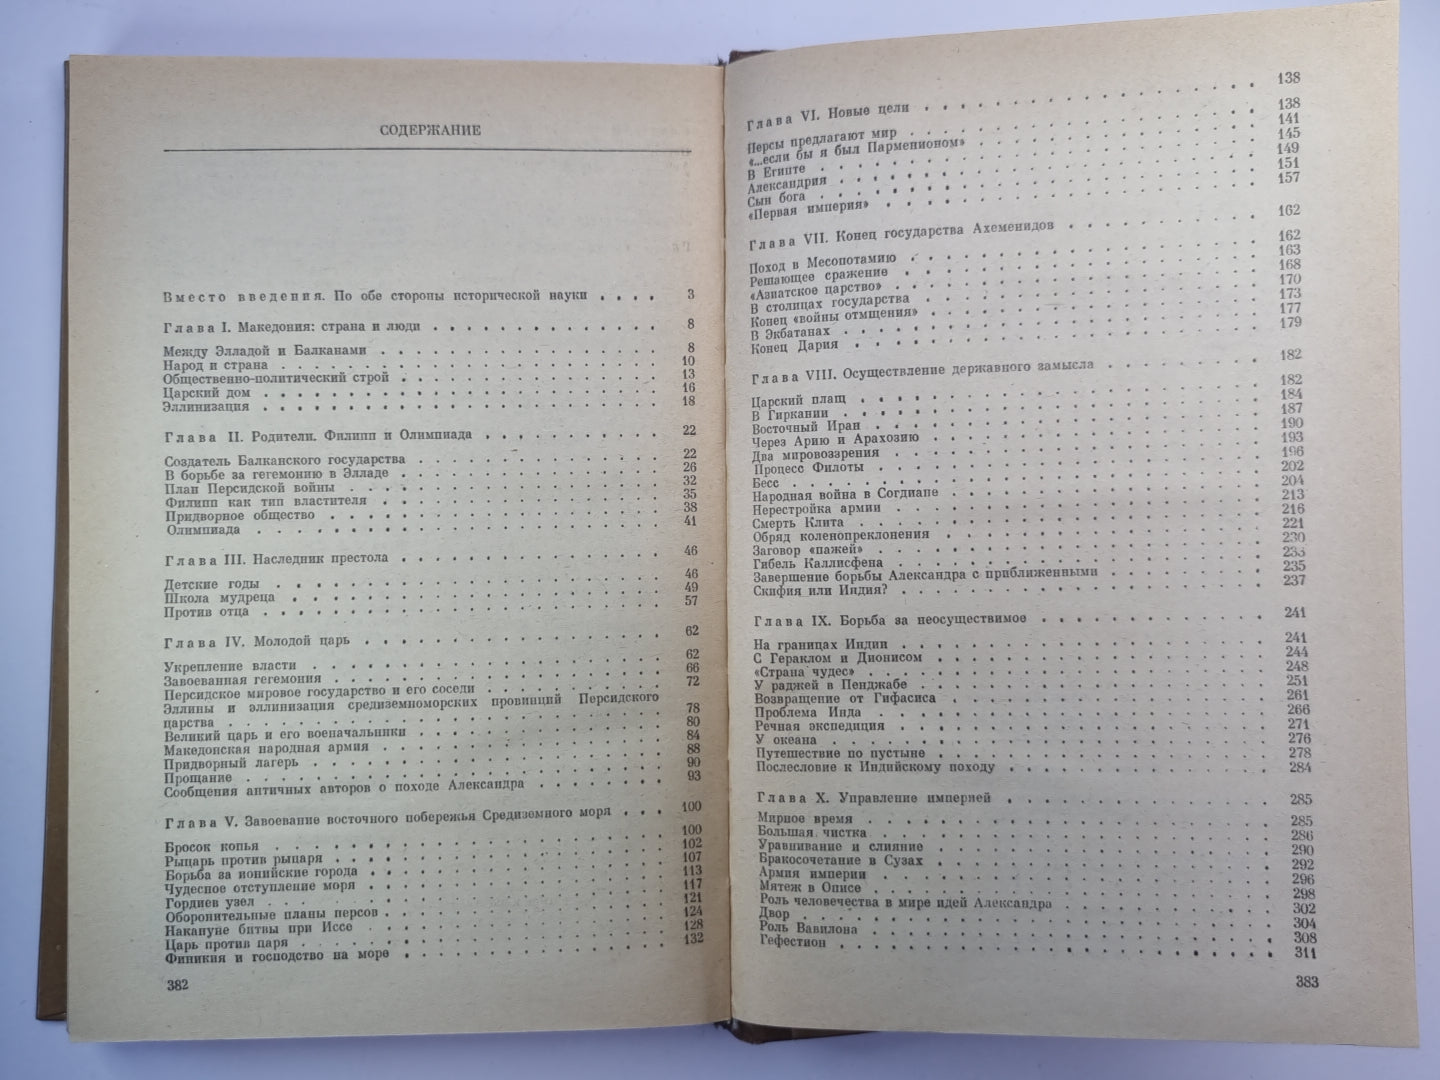 СОДЕРЖАНИЕ
Вместо введения. По обе стороны исторической науки . . . . 3
Глава I. Македония: страна и люди . . . . 8
Между Элладой и Балканами . . . . 8
Народ и страна . . . . 10
Общественно-политический строй . . . . 13
Царский дом . . . . 16
Эллинизация . . . . 18
Глава II. Родители. Филипп и Олимпиада . . . . 22
Создатель Балканского государства . . . . 22
В борьбе за гегемонию в Элладе . . . . 26
План Персидской войны . . . . 32
Филипп как тип властителя . . . . 35
Придворное общество . . . . 38
Олимпиада . . . . 41
Глава III. Наследник престола . . . . 46
Детские годы . . . . 46
Школа мудреца . . . . 49
Против отца . . . . 57
Глава IV. Молодой царь . . . . 62
Укрепление власти . . . . 62
Завоеванная гегемония . . . . 66
Персидское мировое государство и его соседи . . . . 72
Эллины и эллинизация средиземноморских провинций Персидского
царства . . . . 78
Великий царь и его военачальники . . . . 80
Македонская народная армия . . . . 84
Придворный лагерь . . . . 88
Прощание . . . . 90
Сообщения античных авторов о походе Александра . . . . 93
Глава V. Завоевание восточного побережья Средиземного моря . . . 100
Бросок копья . . . . 100
Рыцарь против рыцаря . . . . 102
Борьба за ионийские города . . . . 107
Чудесное отступление моря . . . . 113
Гордиев узел . . . . 117
Оборонительные планы персов . . . . 121
Накануне битвы при Иссе . . . . 124
Царь против царя . . . . 128
Финикия и господство на море . . . . 132
382
Глава VI. Новые цели . . . . 138
Персы предлагают мир . . . . 138
«...если бы я был Парменионом» . . . . 141
В Египте . . . . 145
Александрия . . . . 149
Сын бога . . . . 151
«Первая империя» . . . . 157
Глава VII. Конец государства Ахеменидов . . . . 162
Поход в Месопотамию . . . . 162
Решающее сражение . . . . 163
«Азиатское царство» . . . . 168
В столицах государства . . . . 170
Конец «войны отмщения» . . . . 173
В Экбатанах . . . . 177
Конец Дария . . . . 179
Глава VIII. Осуществление державного замысла . . . . 182
Царский плащ . . . . 182
В Гиркании . . . . 184
Восточный Иран . . . . 187
Через Арию и Арахозию . . . . 190
Два мировоззрения . . . . 193
Процесс Филоты . . . . 196
Бесс . . . . 202
Народная война в Согдиане . . . . 204
Перестройка армии . . . . 213
Смерть Клита . . . . 216
Обряд коленопреклонения . . . . 221
Заговор «пажей» . . . . 230
Гибель Каллисфена . . . . 233
Завершение борьбы Александра с приближенными . . . . 235
Скифия или Индия? . . . . 237
Глава IX. Борьба за неосуществимое . . . . 241
На границах Индии . . . . 241
С Гераклом и Дионисом . . . . 244
«Страна чудес» . . . . 248
У раджей в Пенджабе . . . . 251
Возвращение от Гифасиса . . . . 261
Проблема Инда . . . . 266
Речная экспедиция . . . . 271
У океана . . . . 276
Путешествие по пустыне . . . . 278
Послесловие к Индийскому походу . . . . 284
Глава X. Управление империей . . . . 285
Мирное время . . . . 285
Большая чистка . . . . 286
Уравнивание и слияние . . . . 290
Бракосочетание в Сузах . . . . 292
Армия империи . . . . 296
Мятеж в Описе . . . . 298
Роль человечества в мире идей Александра . . . . 302
Двор . . . . 304
Роль Вавилона . . . . 308
Гефестион . . . . 311
383